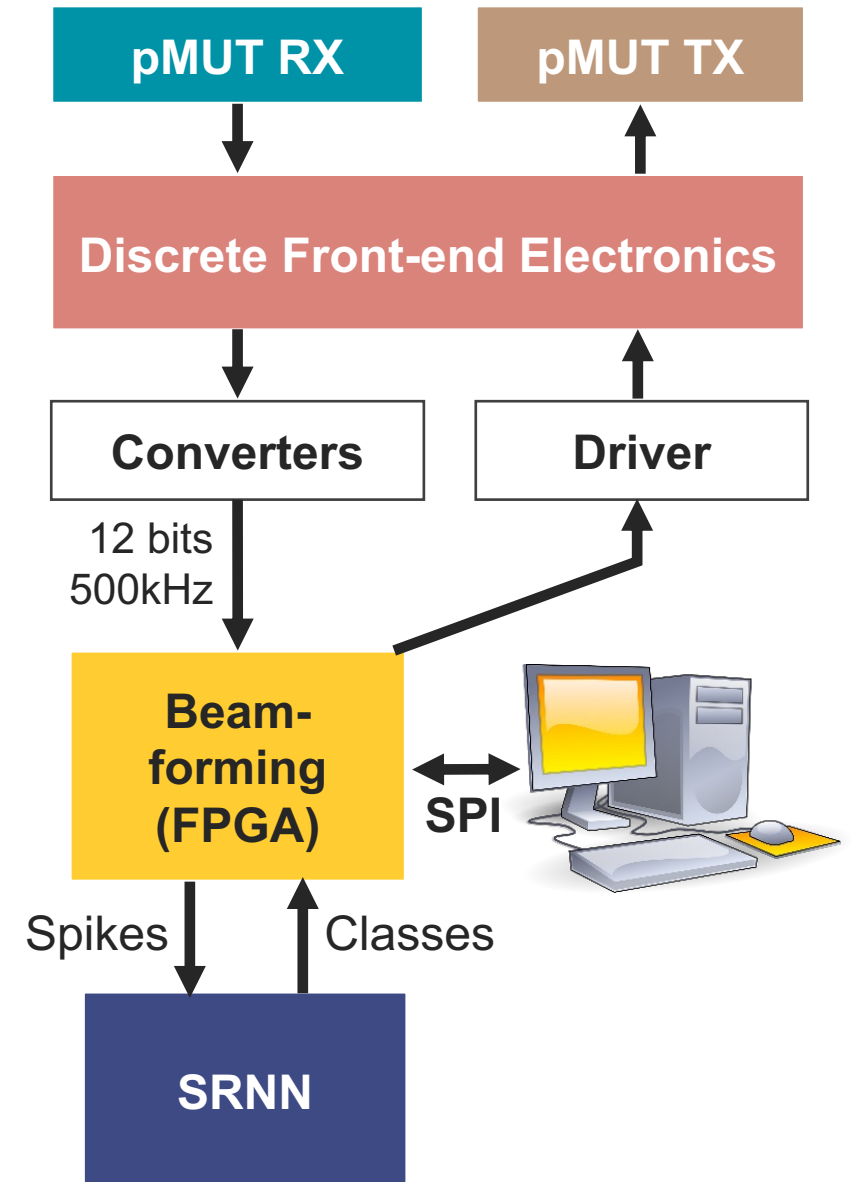 pMUT RX
pMUT TX
Discrete Front-end Electronics
Converters
Driver
12 bits
500kHz
Beam-
forming
(FPGA)
SPI
Spikes
Classes
SRNN